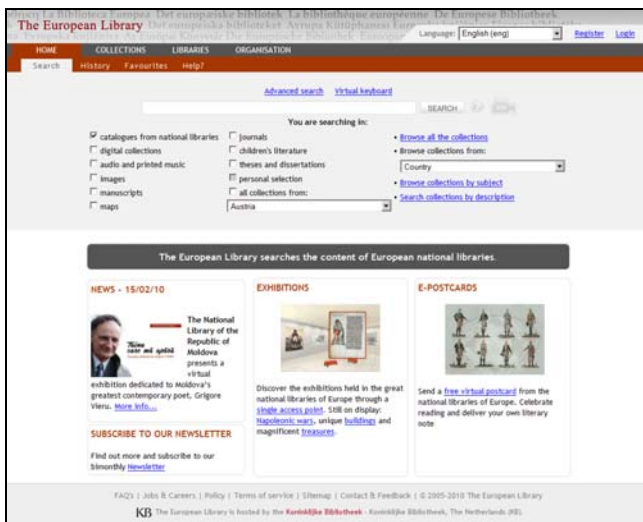 The European Library
Language: English (eng)
Register
Login
HOME
COLLECTIONS
LIBRARIES
ORGANISATION
Search
History
Favourites
Help?
Advanced search
Virtual keyboard
SEARCH
You are searching in:
catalogues from national libraries
digital collections
audio and printed music
images
manuscripts
maps
journals
children's literature
theses and dissertations
personal selection
all collections from:
Austria
• Browse all the collections
• Browse collections from:
Country
• Browse collections by subject
• Search collections by description
The European Library searches the content of European national libraries.
NEWS - 15/02/10
The National
Library of the
Republic of
Moldova
presents a
virtual
exhibition dedicated to Moldova's
greatest contemporary poet, Grigore
Vieru. More info...
SUBSCRIBE TO OUR NEWSLETTER
Find out more and subscribe to our
bimonthly Newsletter
EXHIBITIONS
Discover the exhibitions held in the great
national libraries of Europe through a
single access point. Still on display:
Napoleonic wars, unique buildings and
magnificent treasures.
E-POSTCARDS
Send a free virtual postcard from the
national libraries of Europe. Celebrate
reading and deliver your own literary
note
FAQ's | Jobs & Careers | Policy | Terms of service | Sitemap | Contact & Feedback | © 2005-2010 The European Library
KB The European Library is hosted by the Koninklijke Bibliotheek - Koninklijke Bibliotheek, The Netherlands (KB).